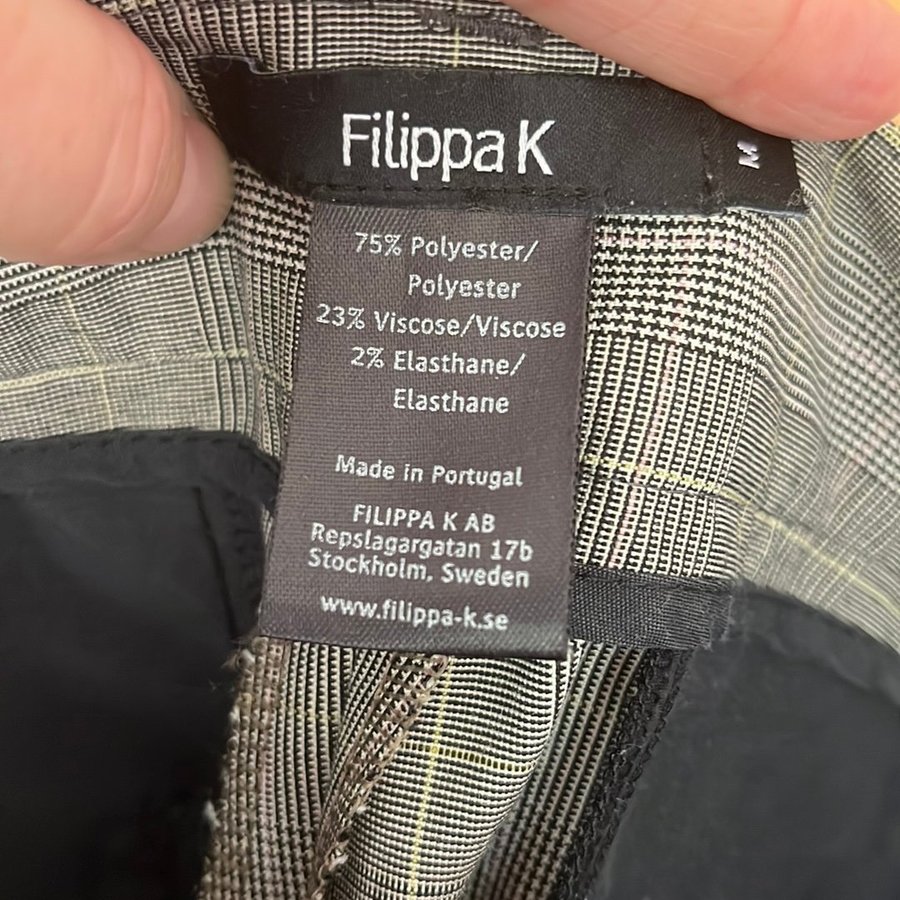 Filippa K
M
75% Polyester/
Polyester
23% Viscose/Viscose
2% Elasthane/
Elasthane
Made in Portugal
FILIPPA K AB
Repslagargatan 17b
Stockholm, Sweden
www.filippa-k.se